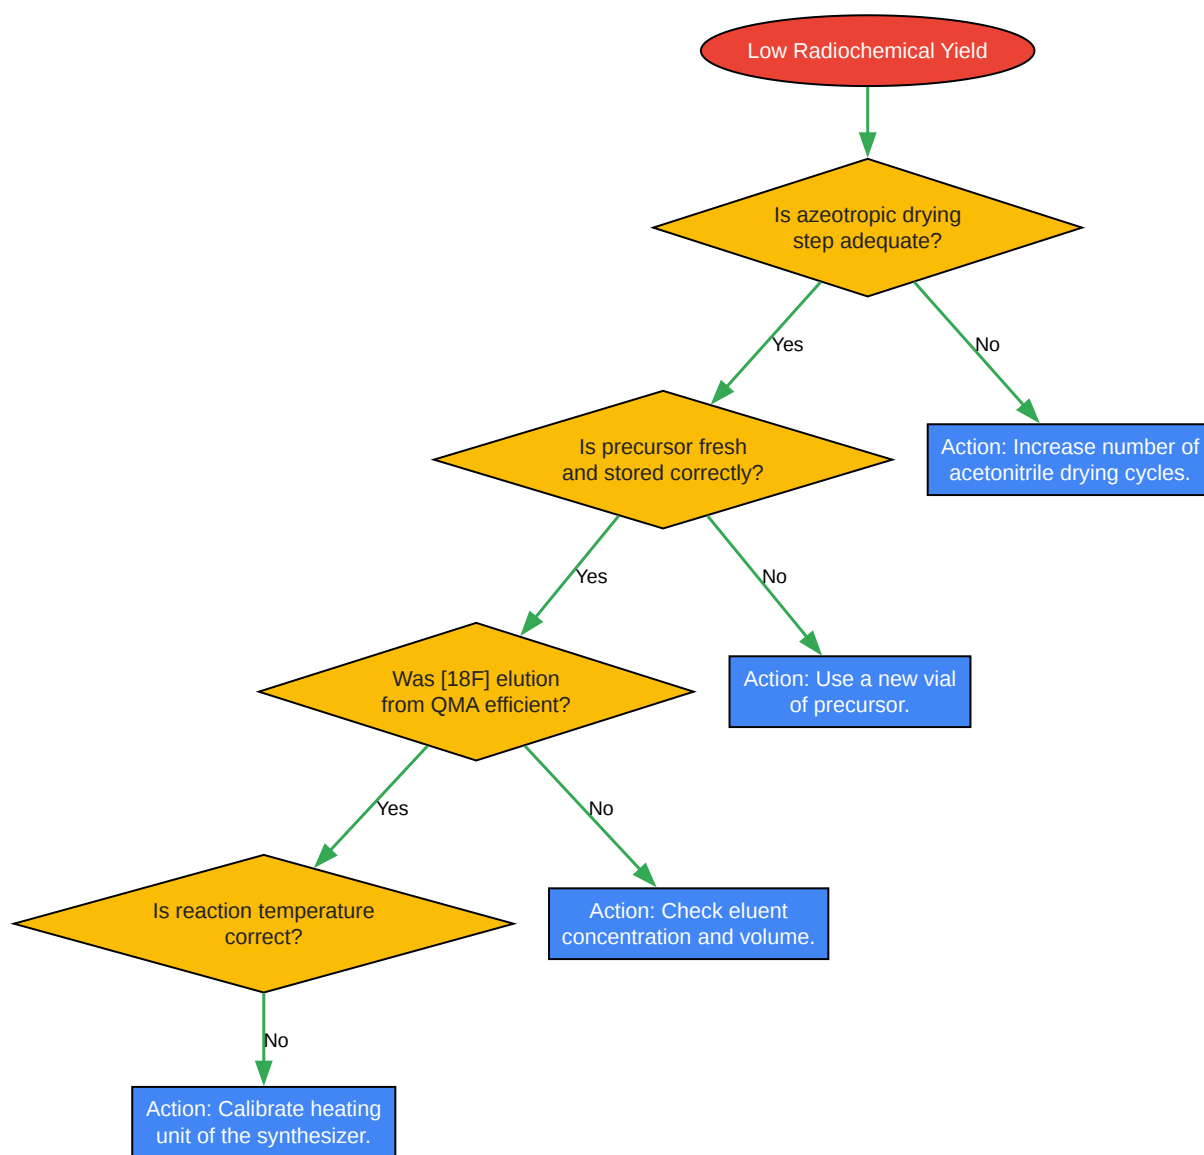 Low Radiochemical Yield
Is azeotropic drying
step adequate?
Yes
No
Is precursor fresh
and stored correctly?
Action: Increase number of
acetonitrile drying cycles.
Yes
No
Was [18F] elution
from QMA efficient?
Action: Use a new vial
of precursor.
Yes
No
Is reaction temperature
correct?
Action: Check eluent
concentration and volume.
No
Action: Calibrate heating
unit of the synthesizer.